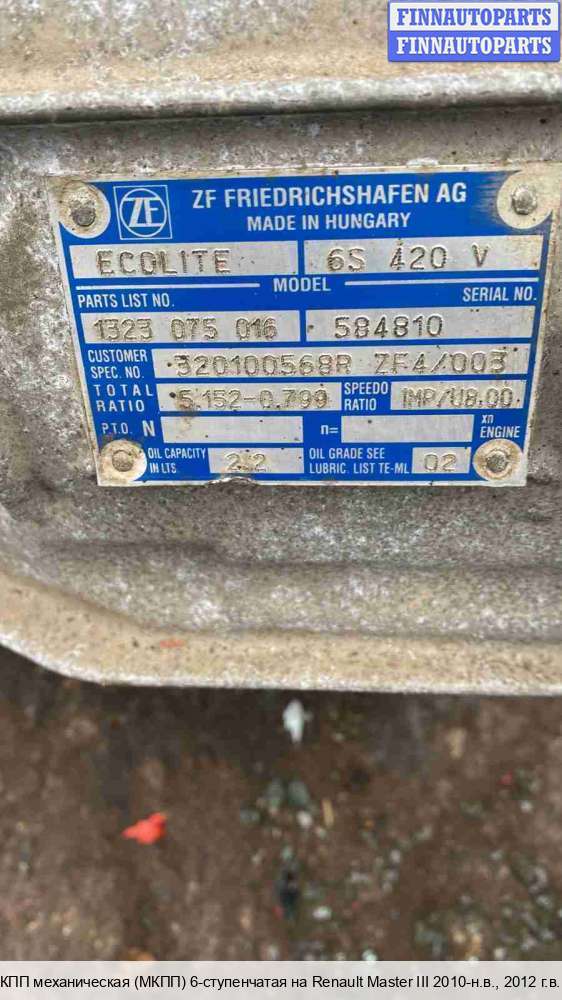 FINNAUTOPARTS
FINNAUTOPARTS
ZF ZF FRIEDRICHSHAFEN AG
MADE IN HUNGARY
ECOLITE 6S 420 V
MODEL
PARTS LIST NO. SERIAL NO.
1323 075 016 584810
CUSTOMER SPEC. NO. 320100568R ZF4/003
TOTAL RATIO 5,152-0,799 SPEEDO RATIO IMP/U8.00
P.T.O. N n= xn ENGINE
OIL CAPACITY IN LTS. 2.2 OIL GRADE SEE LUBRIC. LIST TE-ML 02
КПП механическая (МКПП) 6-ступенчатая на Renault Master III 2010-н.в., 2012 г.в.